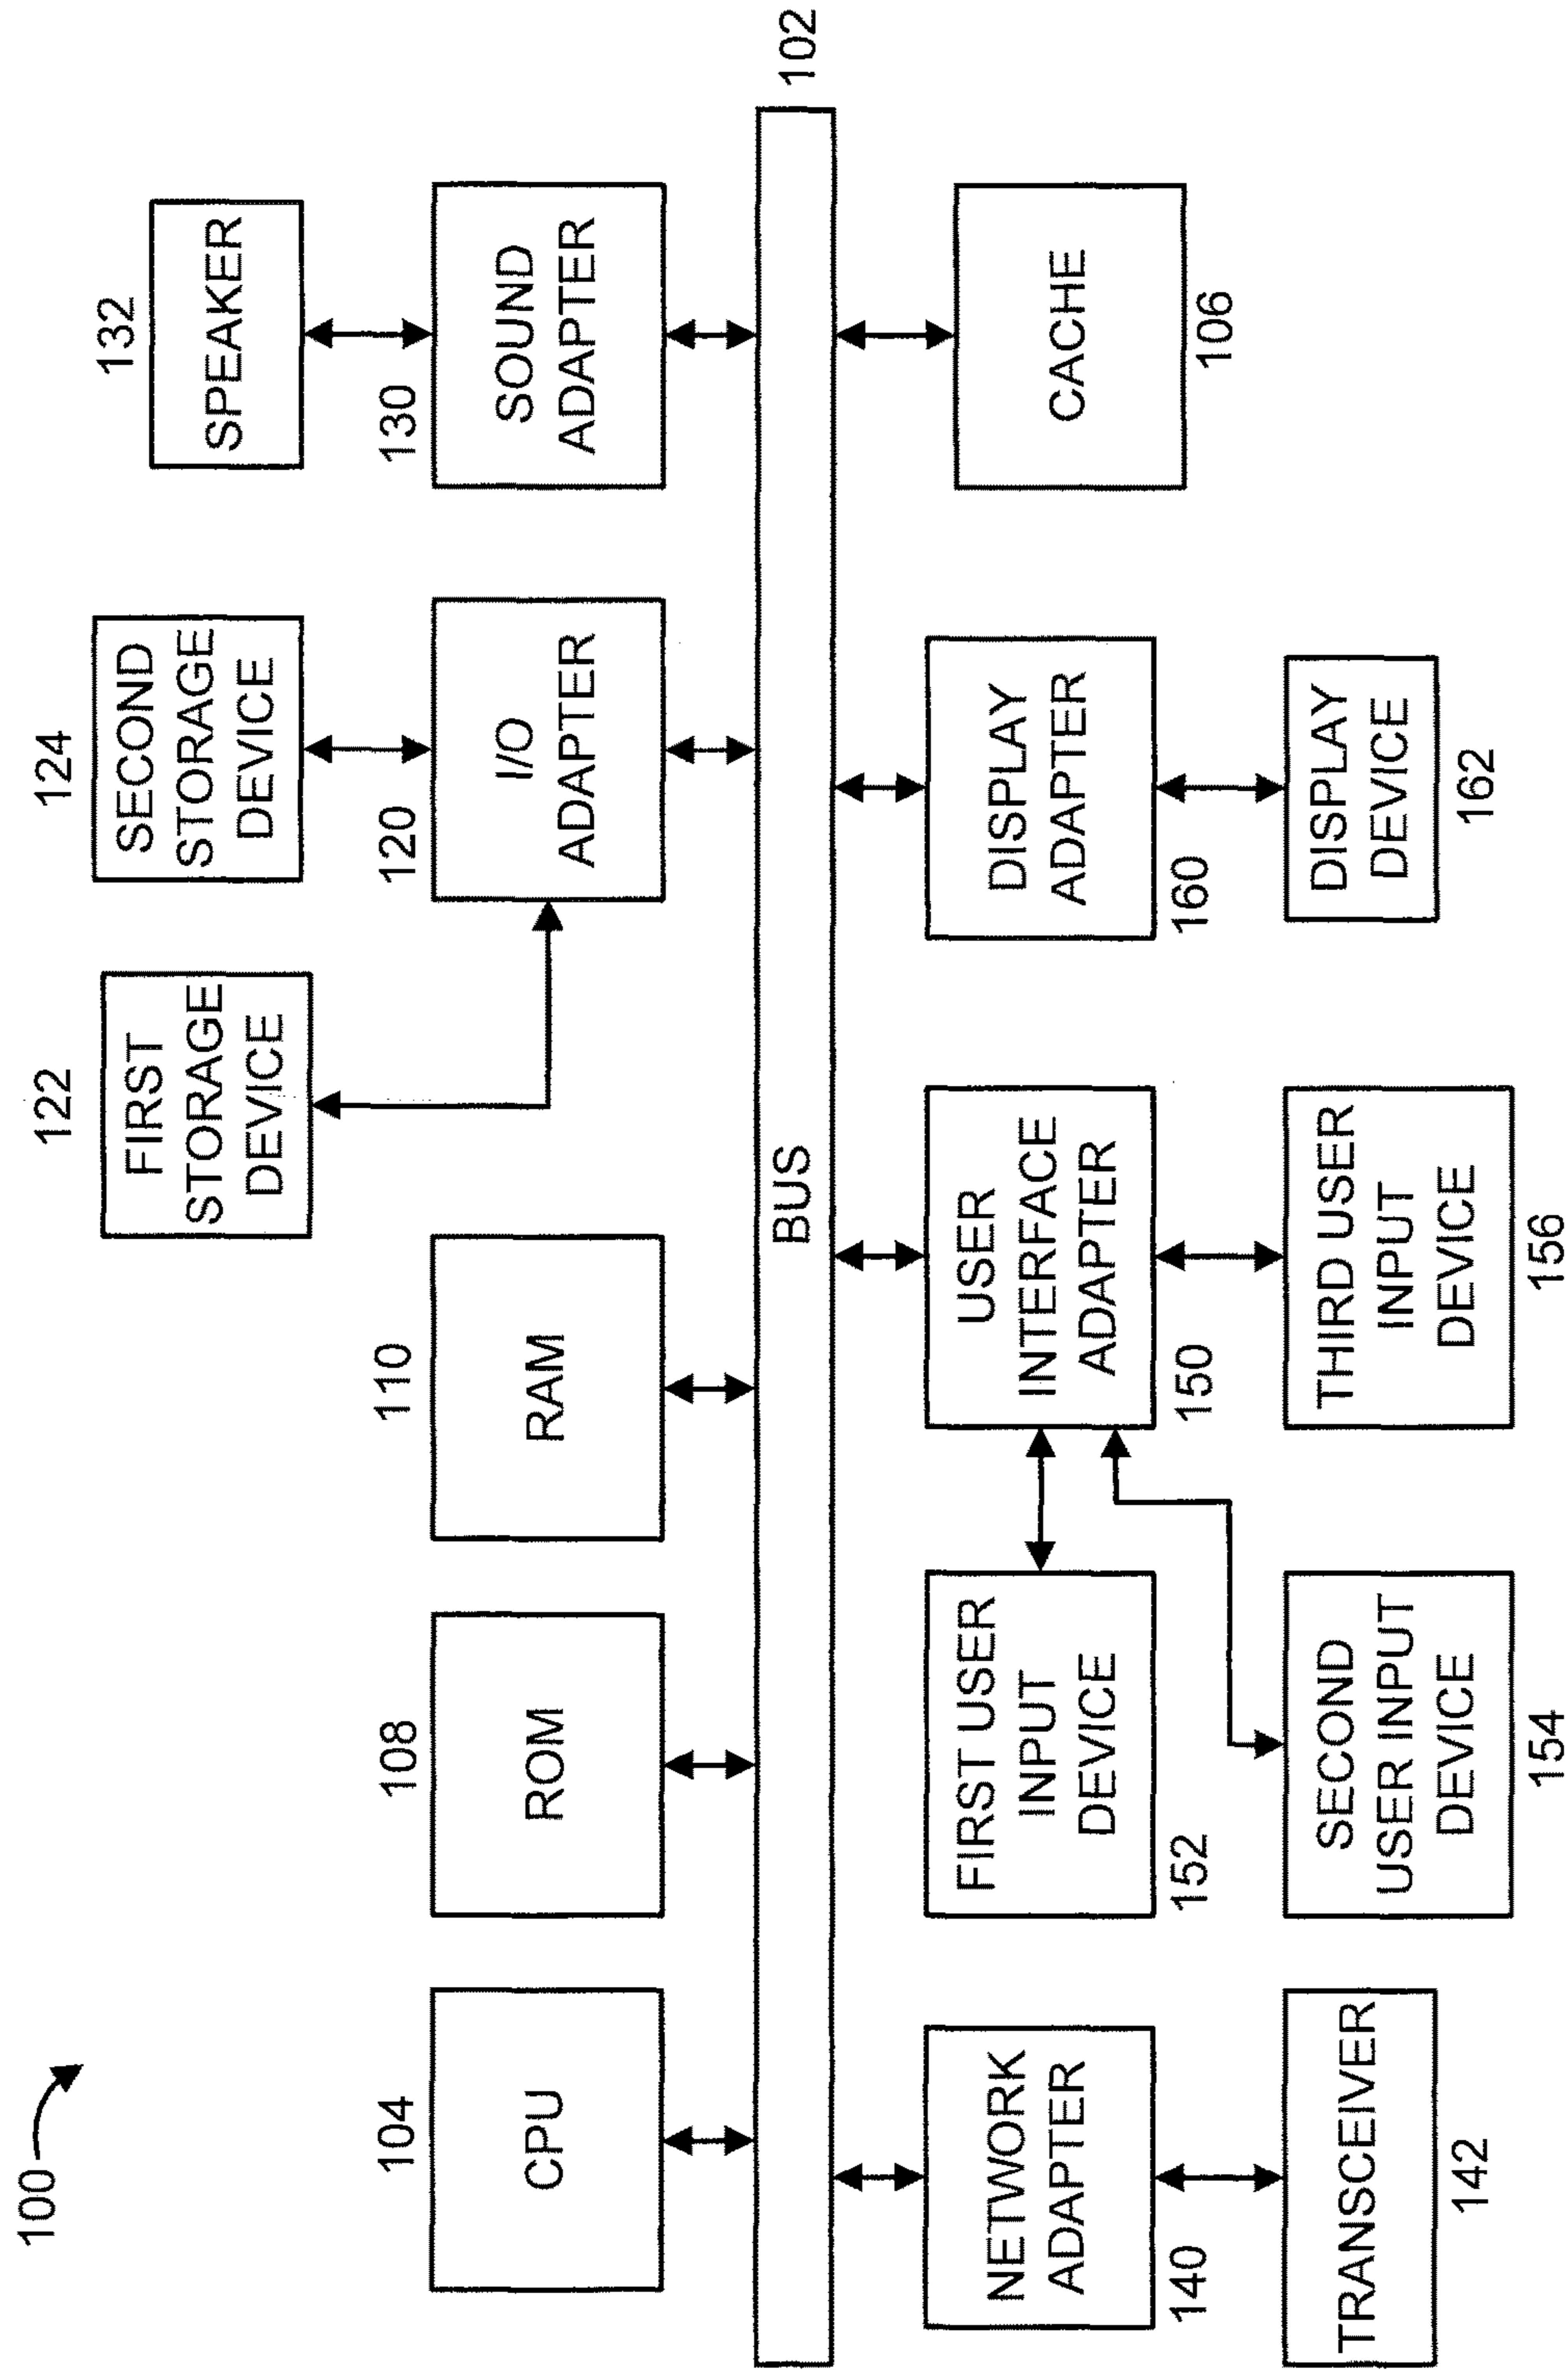 100
122
FIRST
STORAGE
DEVICE
124
SECOND
STORAGE
DEVICE
132
SPEAKER
104
CPU
108
ROM
110
RAM
120
I/O
ADAPTER
130
SOUND
ADAPTER
BUS
102
NETWORK
ADAPTER
140
FIRST USER
INPUT
DEVICE
152
USER
INTERFACE
ADAPTER
150
DISPLAY
ADAPTER
160
CACHE
106
TRANSCEIVER
142
SECOND
USER INPUT
DEVICE
154
THIRD USER
INPUT
DEVICE
156
DISPLAY
DEVICE
162